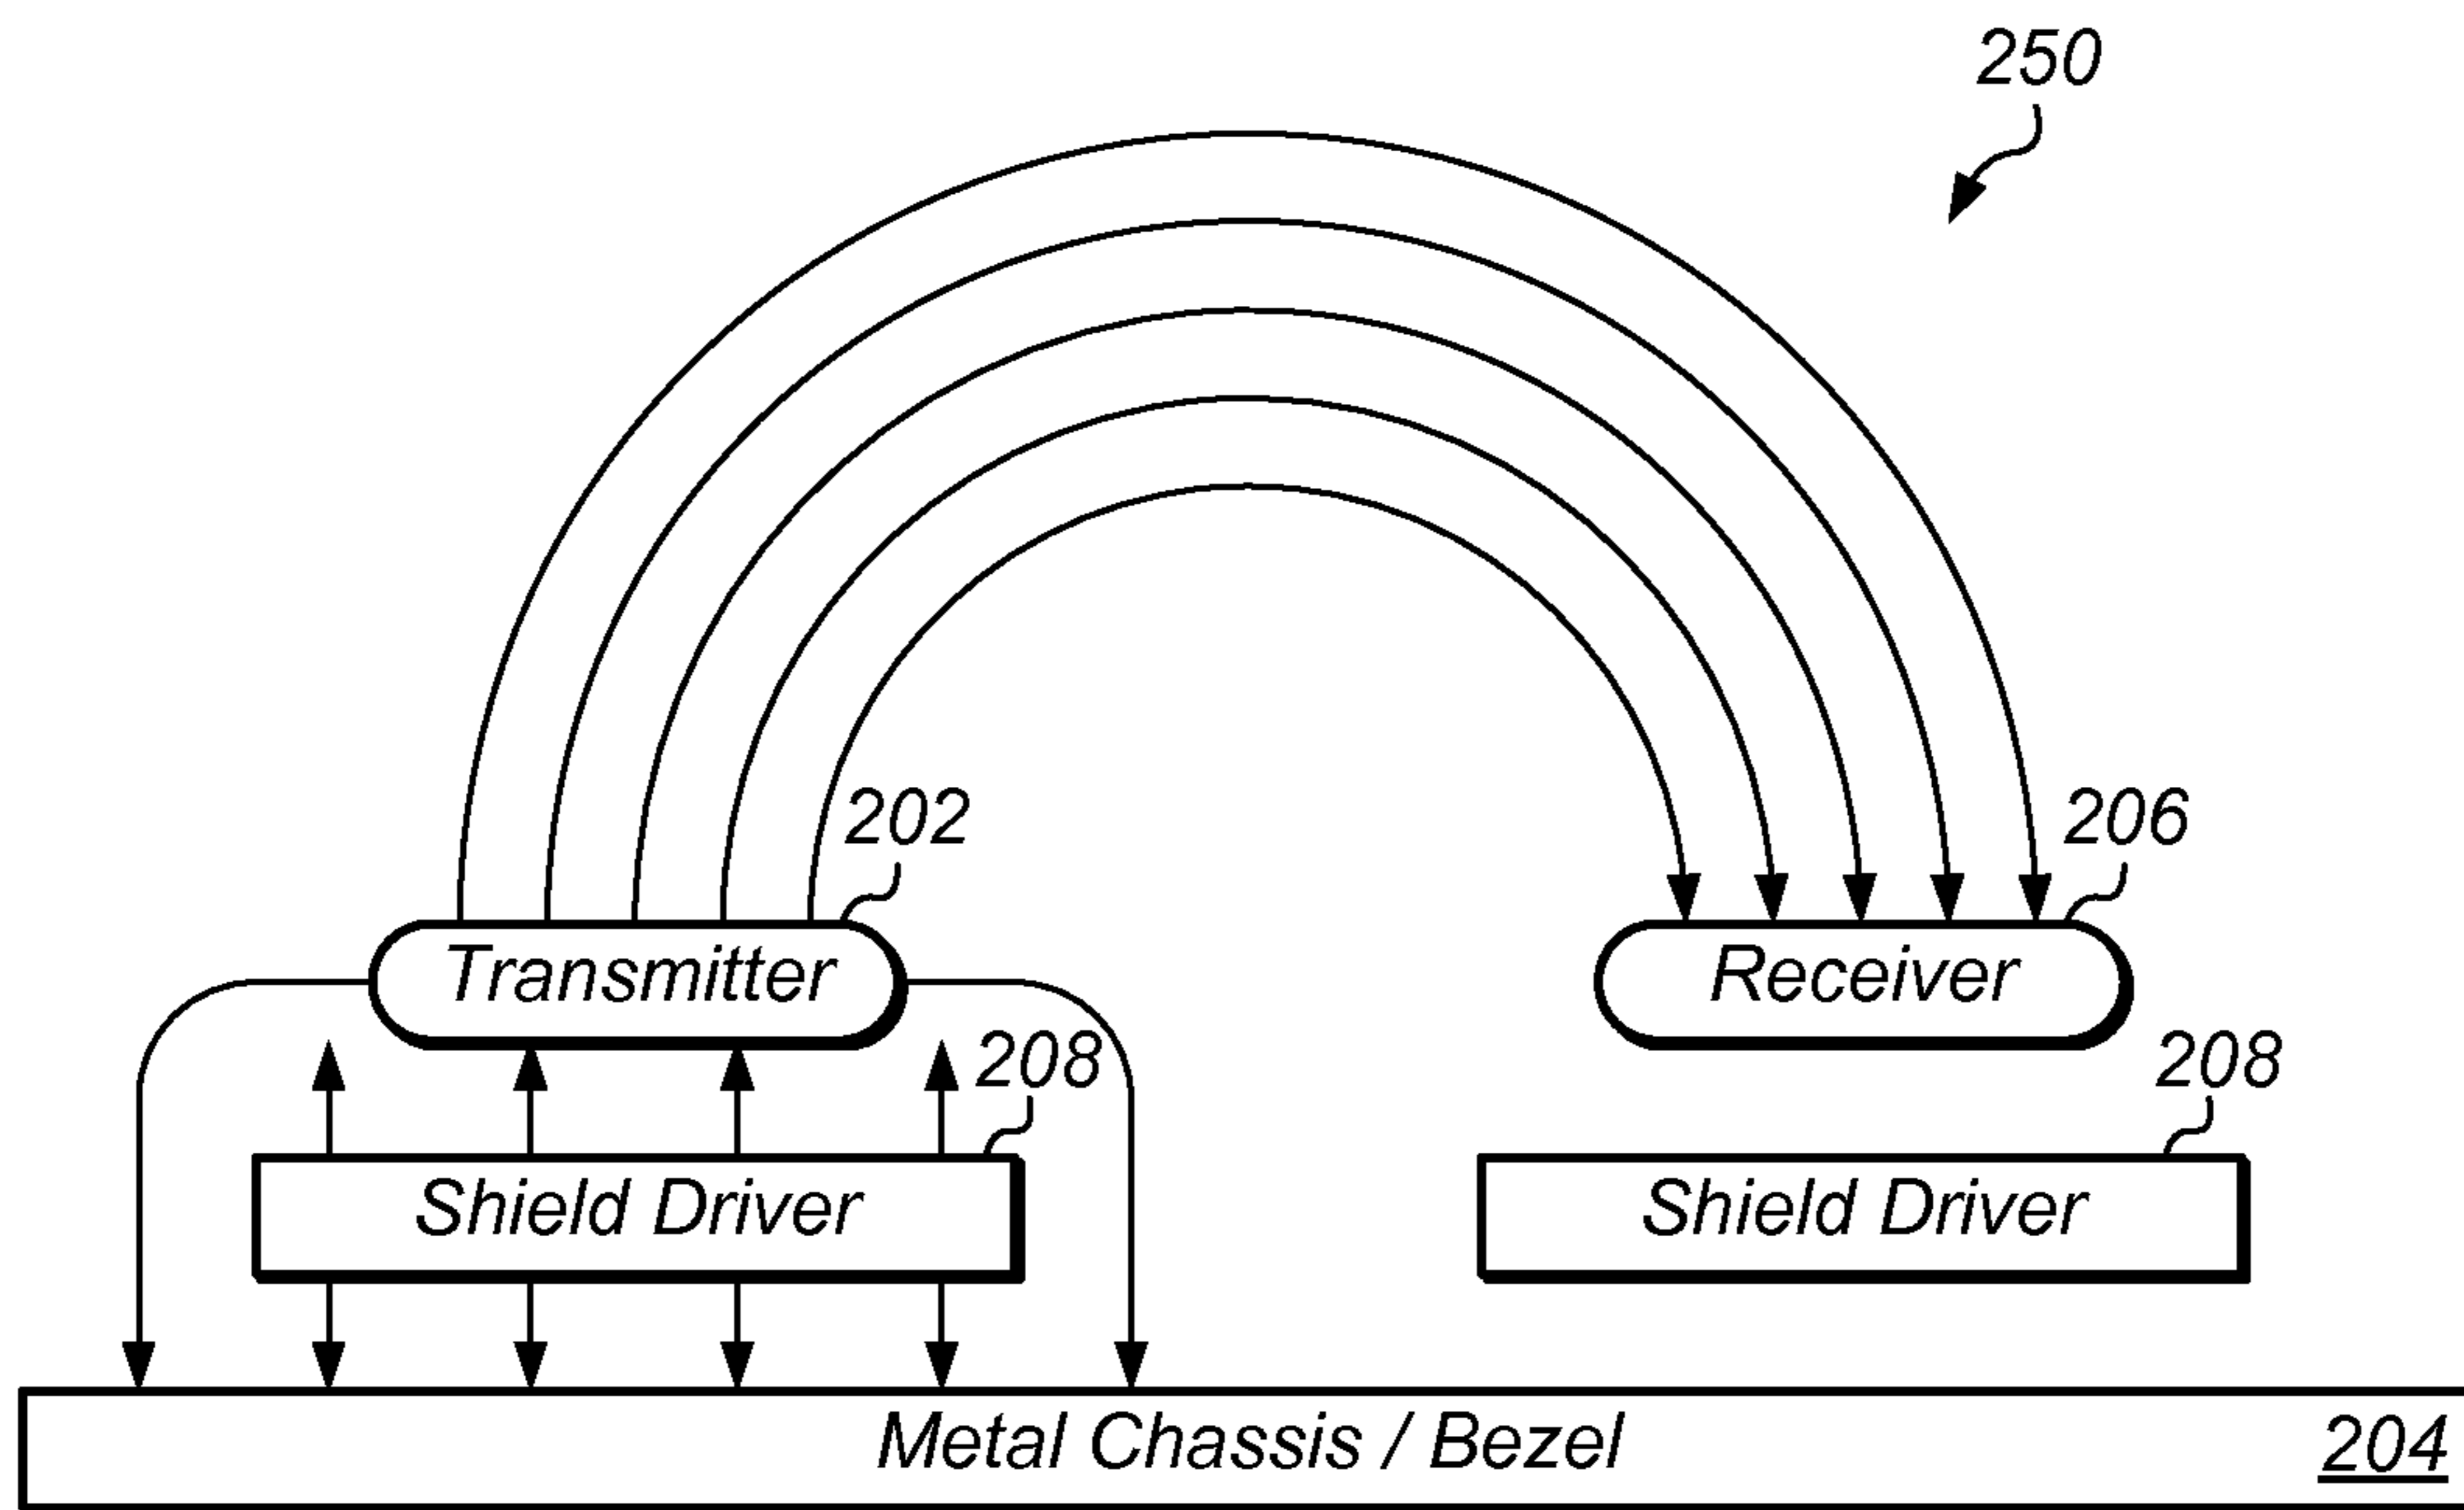 250
202
206
Transmitter
Receiver
208
208
Shield Driver
Shield Driver
Metal Chassis / Bezel
204